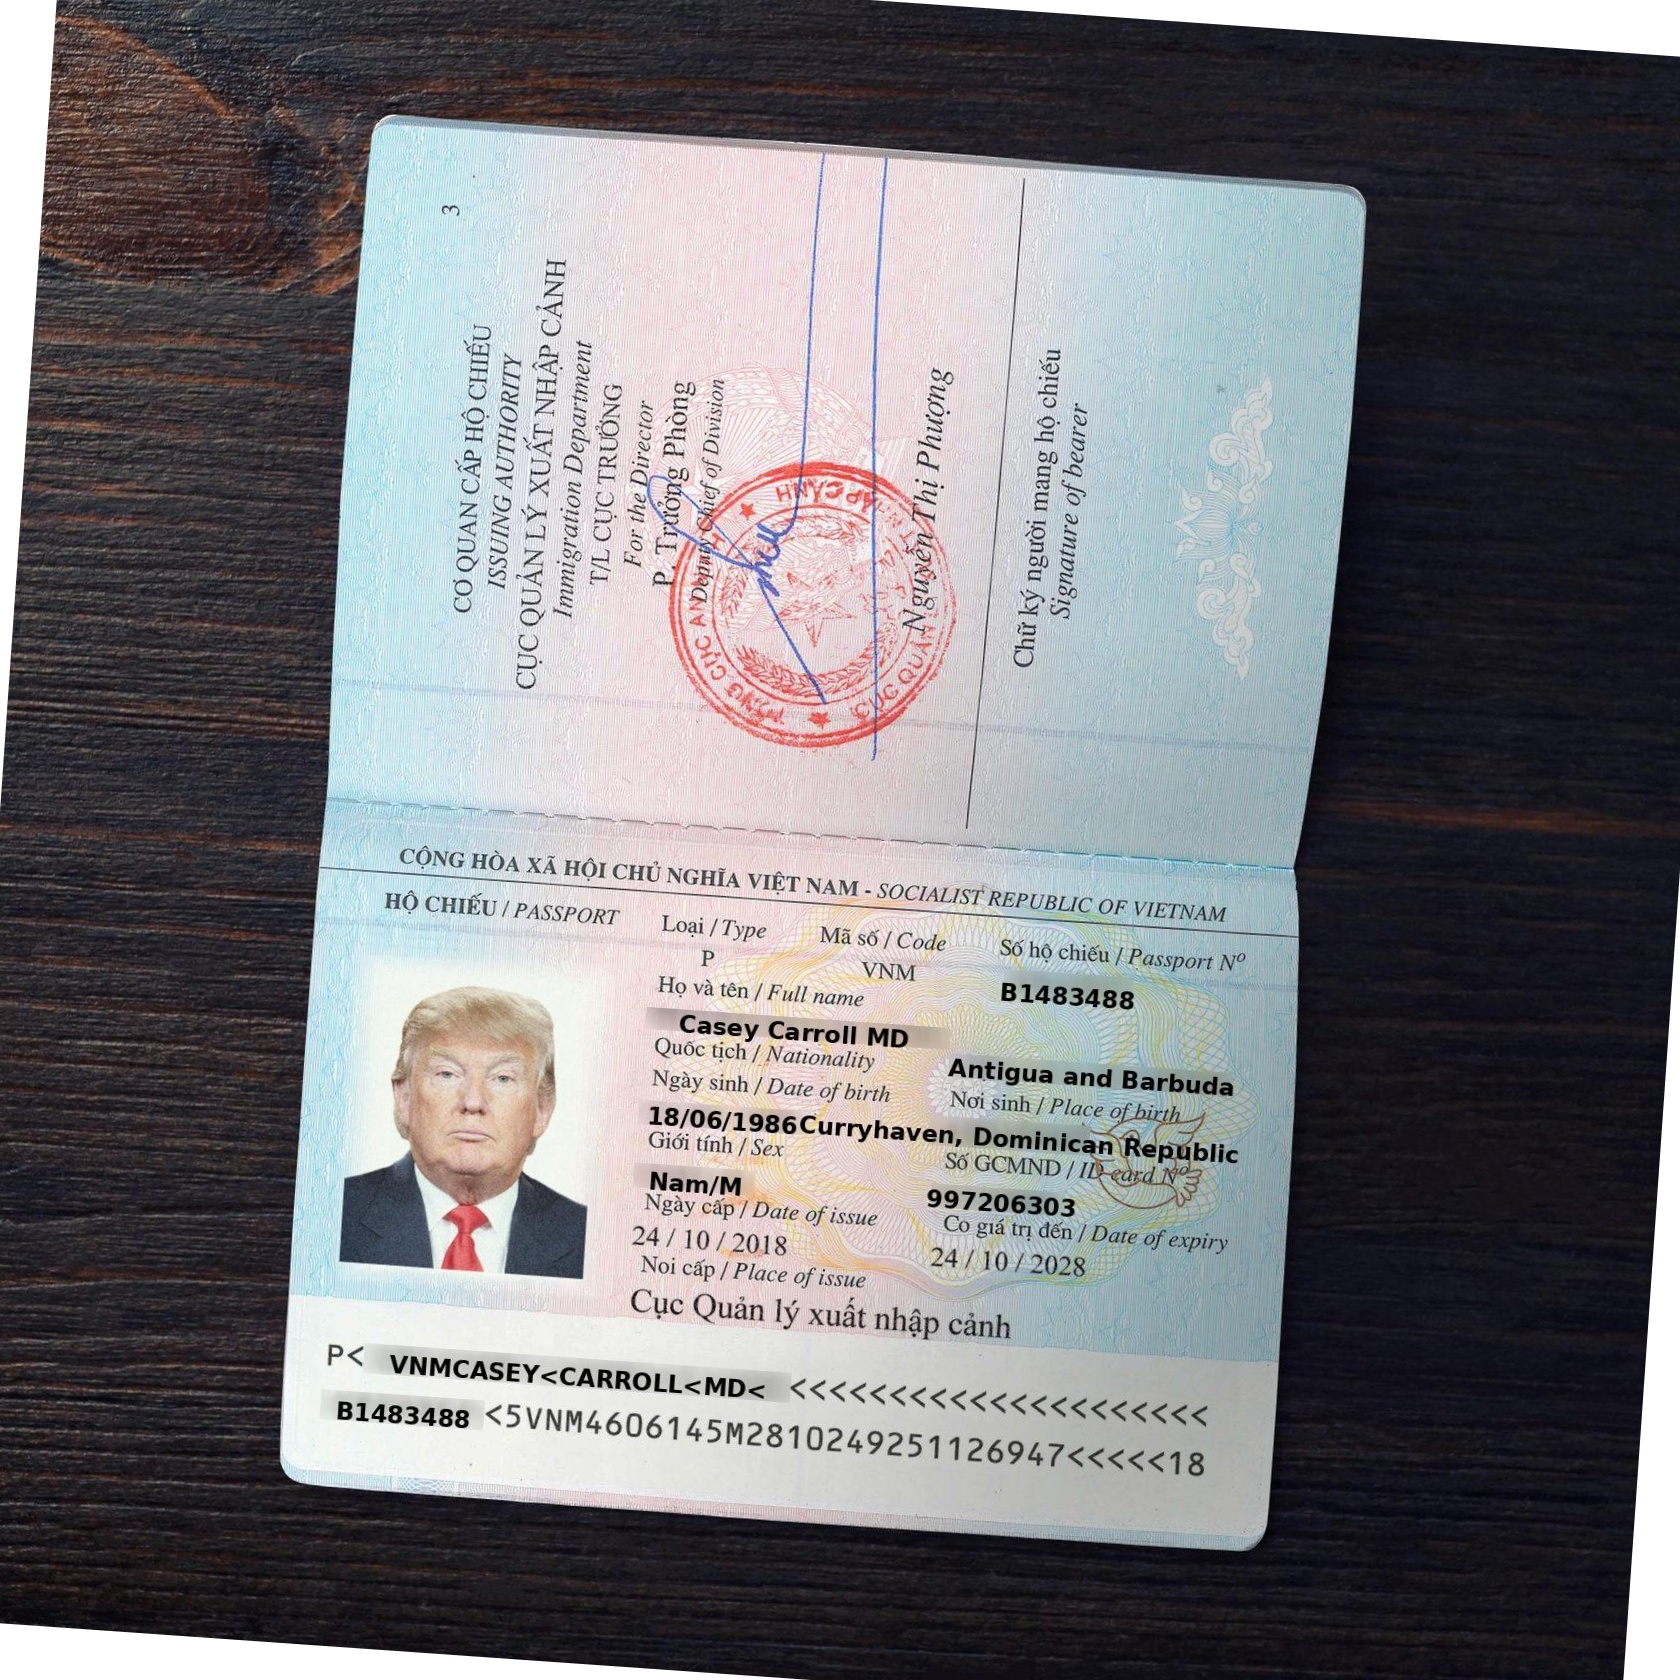 3
CƠ QUAN CẤP HỘ CHIẾU
ISSUING AUTHORITY
CỤC QUẢN LÝ XUẤT NHẬP CẢNH
Immigration Department
T/L CỤC TRƯỞNG
For the Director
P. Trưởng Phòng
Deputy Chief of Division
Nguyễn Thị Phượng
Chữ ký người mang hộ chiếu
Signature of bearer
CỘNG HÒA XÃ HỘI CHỦ NGHĨA VIỆT NAM - SOCIALIST REPUBLIC OF VIETNAM
HỘ CHIẾU / PASSPORT
Loại / Type
Mã số / Code
Số hộ chiếu / Passport Nº
P
VNM
B1483488
Họ và tên / Full name
Casey Carroll MD
Quốc tịch / Nationality
Antigua and Barbuda
Ngày sinh / Date of birth
Nơi sinh / Place of birth
18/06/1986
Curryhaven, Dominican Republic
Giới tính / Sex
Số GCMND / ID card Nº
Nam/M
997206303
Ngày cấp / Date of issue
Co giá trị đến / Date of expiry
24 / 10 / 2018
24 / 10 / 2028
Noi cấp / Place of issue
Cục Quản lý xuất nhập cảnh
P< VNMCASEY<CARROLL<MD< <<<<<<<<<<<<<<<<<<<<<
B1483488 <5VNM4606145M2810249251126947<<<<<18